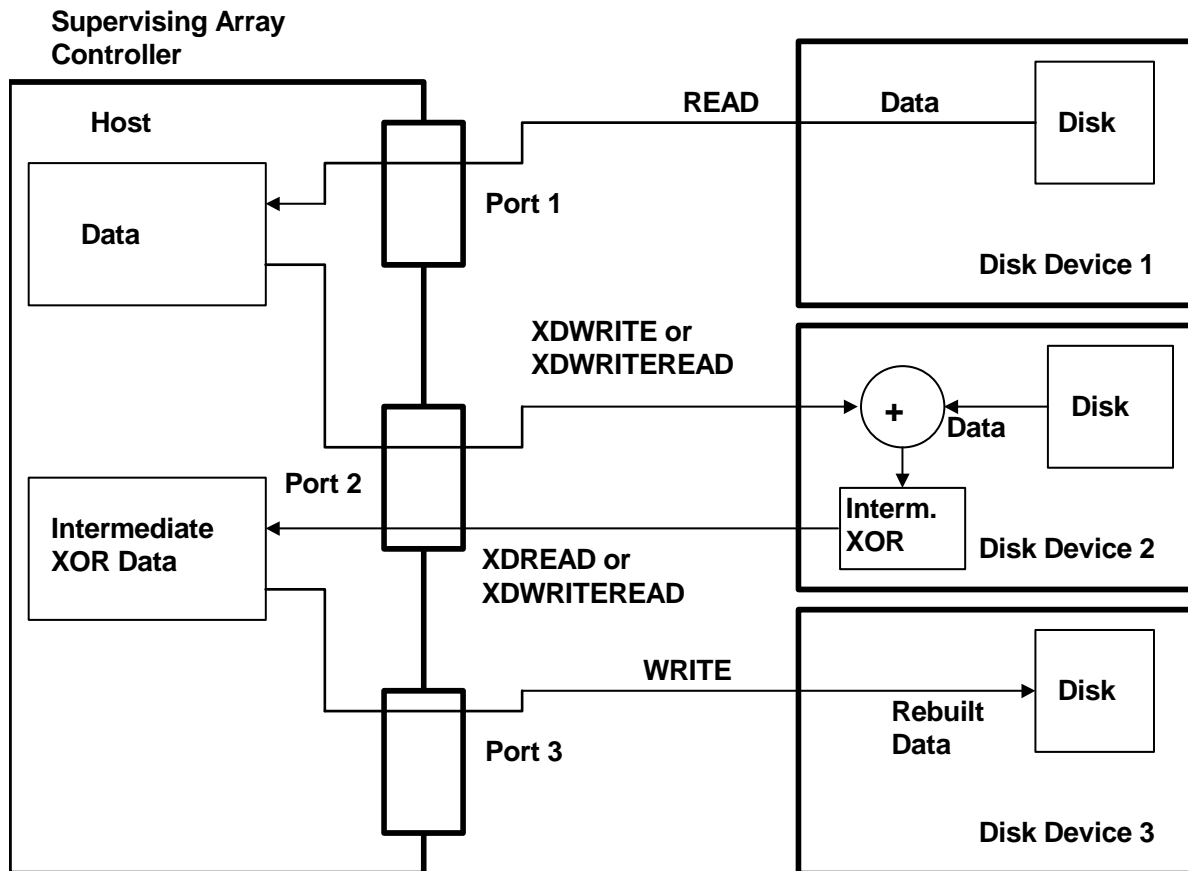 Supervising Array
Controller
Host
READ
Data
Disk
Port 1
Data
Disk Device 1
XDWRITE or
XDWRITEREAD
+
Disk
Data
Port 2
Interm.
XOR
Intermediate
XOR Data
Disk Device 2
XDREAD or
XDWRITEREAD
WRITE
Disk
Rebuilt
Data
Port 3
Disk Device 3